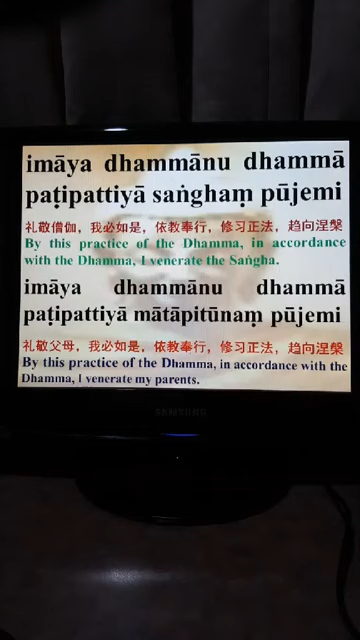 imāya dhammānu dhammā
paṭipattiyā saṅghaṃ pūjemi
礼敬僧伽，我必如是，依教奉行，修习正法，趋向涅槃
By this practice of the Dhamma, in accordance
with the Dhamma, I venerate the Saṅgha.
imāya dhammānu dhammā
paṭipattiyā mātāpitūnaṃ pūjemi
礼敬父母，我必如是，依教奉行，修习正法，趋向涅槃
By this practice of the Dhamma, in accordance with the
Dhamma, I venerate my parents.
SAMSUNG